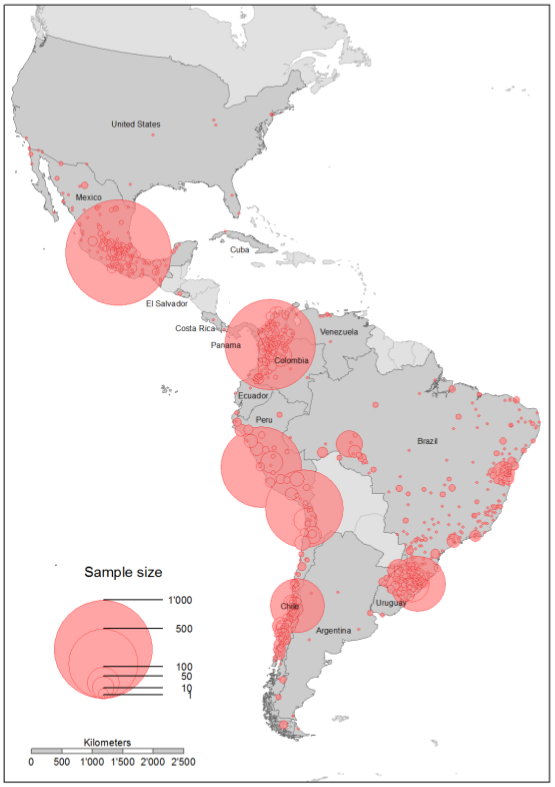 United States
Mexico
Cuba
El Salvador
Costa Rica
Panama
Venezuela
Colombia
Ecuador
Peru
Brazil
Chile
Uruguay
Argentina
Sample size
1'000
500
100
50
10
1
Kilometers
0 500 1'000 1'500 2'000 2'500